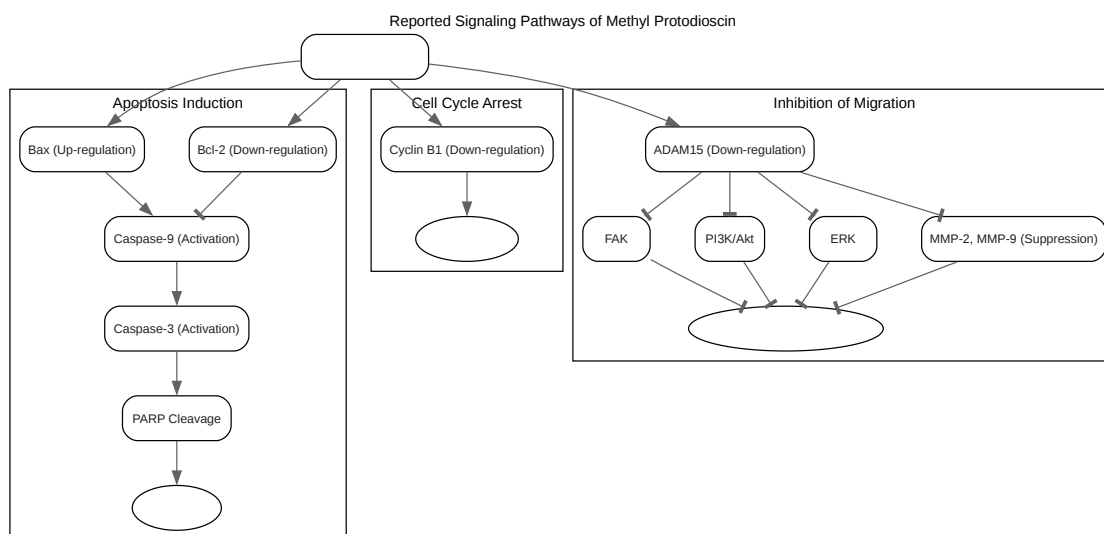 Reported Signaling Pathways of Methyl Protodioscin
Apoptosis Induction
Cell Cycle Arrest
Inhibition of Migration
Bax (Up-regulation)
Bcl-2 (Down-regulation)
Cyclin B1 (Down-regulation)
ADAM15 (Down-regulation)
Caspase-9 (Activation)
FAK
PI3K/Akt
ERK
MMP-2, MMP-9 (Suppression)
Caspase-3 (Activation)
PARP Cleavage